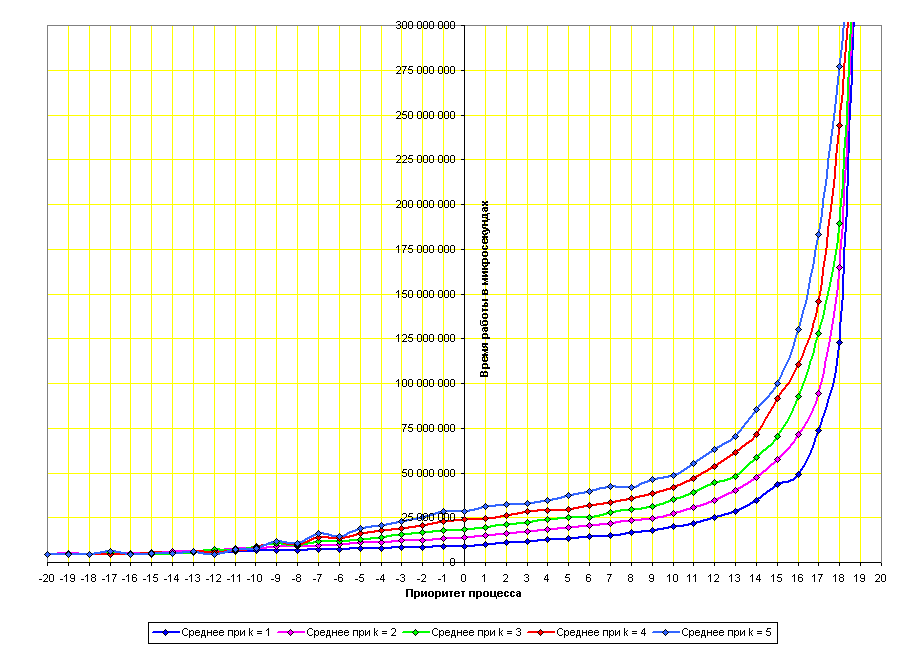 300 000 000
275 000 000
250 000 000
225 000 000
200 000 000
175 000 000
150 000 000
125 000 000
100 000 000
75 000 000
50 000 000
25 000 000
0
Время работы в микросекундах
-20 -19 -18 -17 -16 -15 -14 -13 -12 -11 -10 -9 -8 -7 -6 -5 -4 -3 -2 -1 0 1 2 3 4 5 6 7 8 9 10 11 12 13 14 15 16 17 18 19 20
Приоритет процесса
Среднее при k = 1 Среднее при k = 2 Среднее при k = 3 Среднее при k = 4 Среднее при k = 5